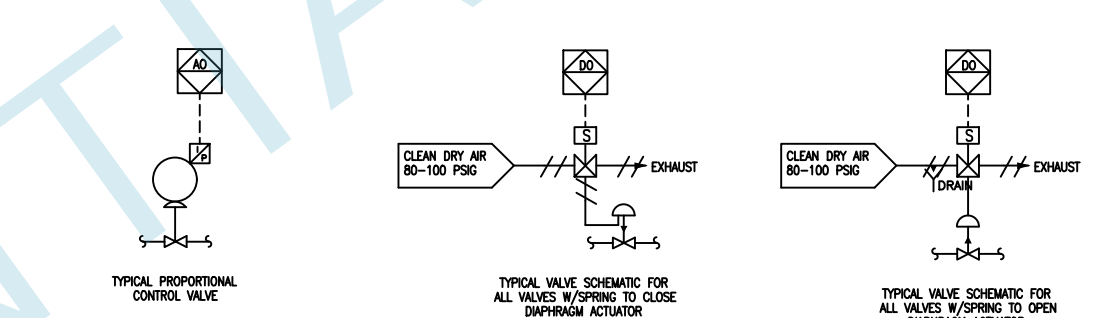 AO
I
P
TYPICAL PROPORTIONAL
CONTROL VALVE
DO
S
CLEAN DRY AIR
80-100 PSIG
EXHAUST
TYPICAL VALVE SCHEMATIC FOR
ALL VALVES W/SPRING TO CLOSE
DIAPHRAGM ACTUATOR
DO
S
CLEAN DRY AIR
80-100 PSIG
DRAIN
EXHAUST
TYPICAL VALVE SCHEMATIC FOR
ALL VALVES W/SPRING TO OPEN